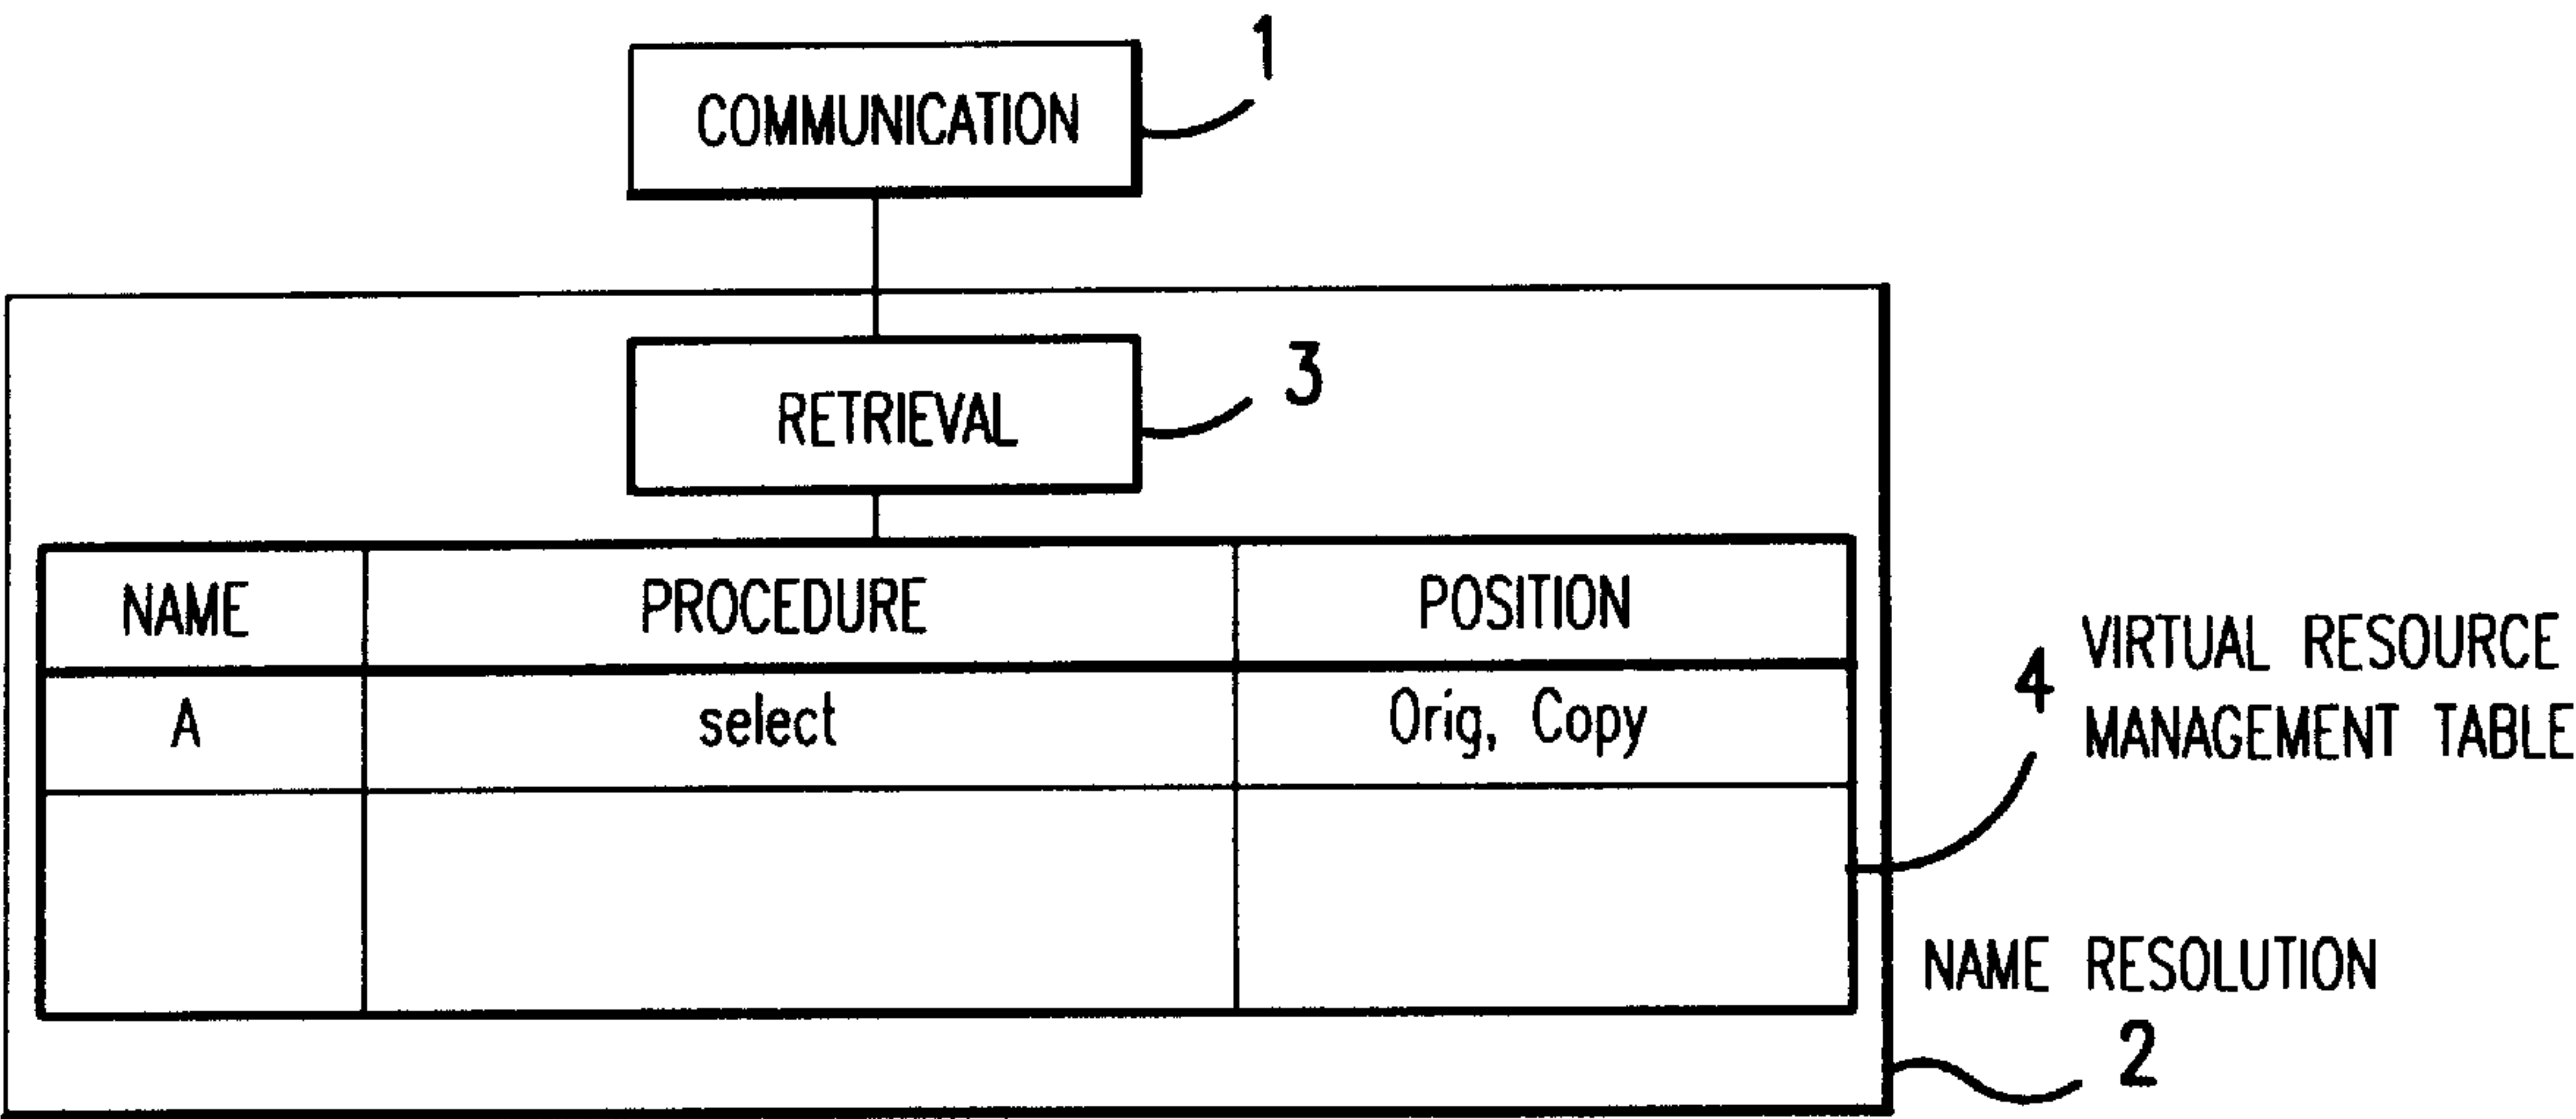 1
COMMUNICATION
3
RETRIEVAL
NAME PROCEDURE POSITION
A select Orig, Copy
4 VIRTUAL RESOURCE
MANAGEMENT TABLE
NAME RESOLUTION
2